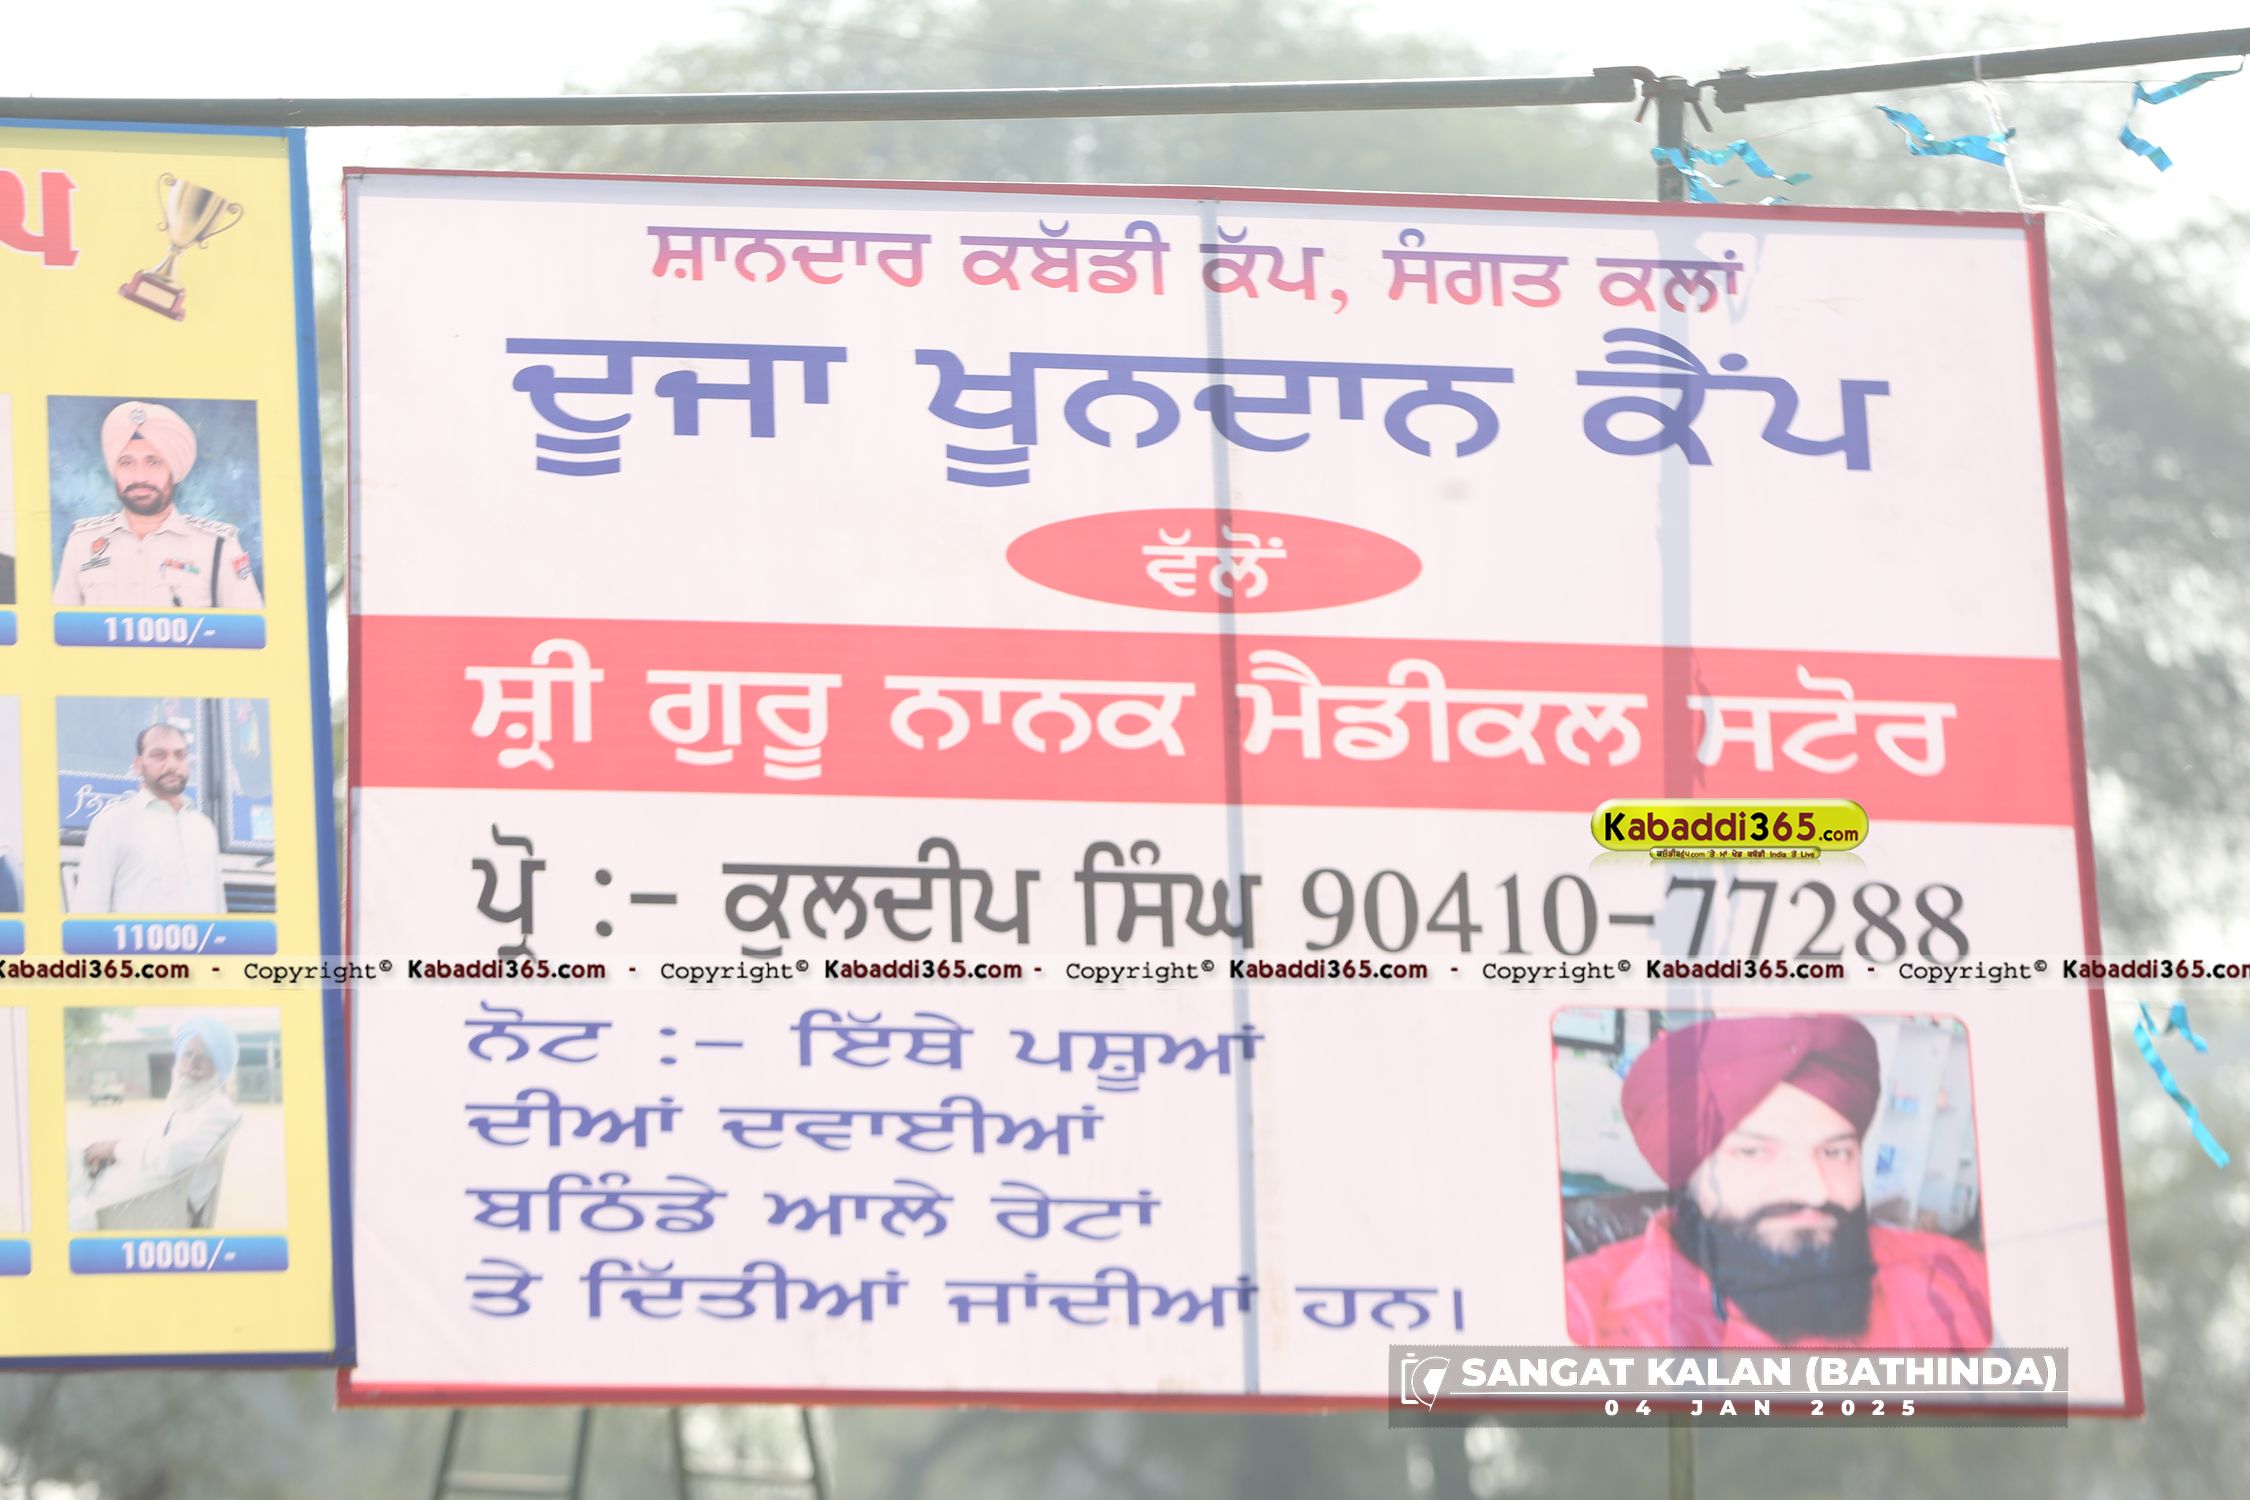 ਪ
11000/-
11000/-
10000/-
ਸ਼ਾਨਦਾਰ ਕਬੱਡੀ ਕੱਪ, ਸੰਗਤ ਕਲਾਂ
ਦੂਜਾ ਖੂਨਦਾਨ ਕੈਂਪ
ਵੱਲੋਂ
ਸ਼੍ਰੀ ਗੁਰੂ ਨਾਨਕ ਮੈਡੀਕਲ ਸਟੋਰ
Kabaddi365.com
ਪ੍ਰੋ :- ਕੁਲਦੀਪ ਸਿੰਘ 90410-77288
Kabaddi365.com - Copyright© Kabaddi365.com - Copyright© Kabaddi365.com - Copyright© Kabaddi365.com - Copyright© Kabaddi365.com - Copyright© Kabaddi365.com
ਨੋਟ :- ਇੱਥੇ ਪਸ਼ੂਆਂ
ਦੀਆਂ ਦਵਾਈਆਂ
ਬਠਿੰਡੇ ਆਲੇ ਰੇਟਾਂ
ਤੇ ਦਿੱਤੀਆਂ ਜਾਂਦੀਆਂ ਹਨ।
SANGAT KALAN (BATHINDA)
04 JAN 2025